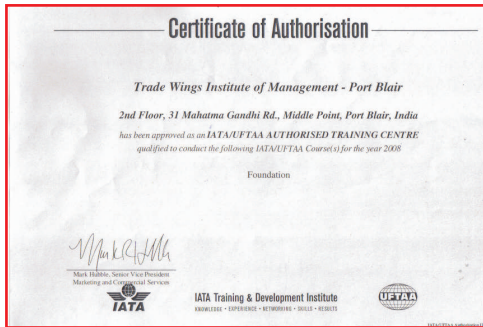 Certificate of Authorisation
Trade Wings Institute of Management - Port Blair
2nd Floor, 31 Mahatma Gandhi Rd., Middle Point, Port Blair, India
has been approved as an IATA/UFTAA AUTHORISED TRAINING CENTRE
qualified to conduct the following IATA/UFTAA Course(s) for the year 2008
Foundation
Mark Hubble, Senior Vice President
Marketing and Commercial Services
IATA
IATA Training & Development Institute
KNOWLEDGE • EXPERIENCE • NETWORKING • SKILLS • RESULTS
UFTAA